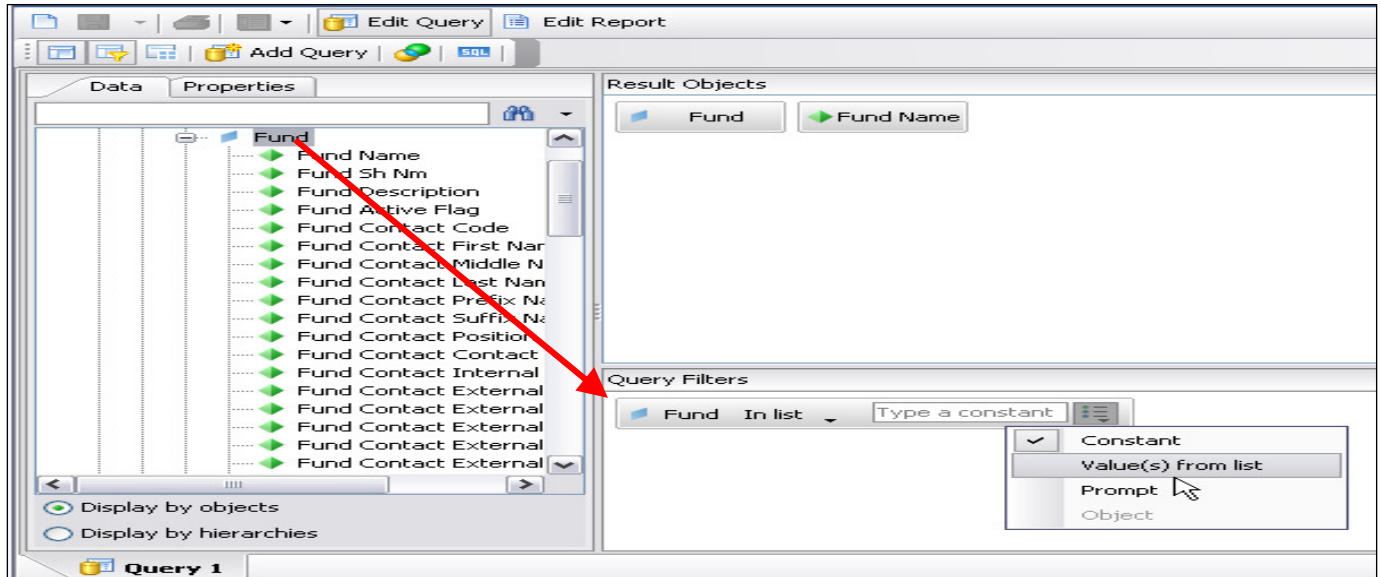 Edit Query Edit Report
Add Query SQL
Data Properties
Result Objects
Fund Fund Name
Fund
Fund Name
Fund Sh Nm
Fund Description
Fund Active Flag
Fund Contact Code
Fund Contact First Nar
Fund Contact Middle N
Fund Contact Last Nan
Fund Contact Prefix Na
Fund Contact Suffix Na
Fund Contact Position
Fund Contact Contact
Fund Contact Internal
Fund Contact External
Fund Contact External
Fund Contact External
Fund Contact External
Fund Contact External
Display by objects
Display by hierarchies
Query Filters
Fund In list Type a constant
Constant
Value(s) from list
Prompt
Object
Query 1